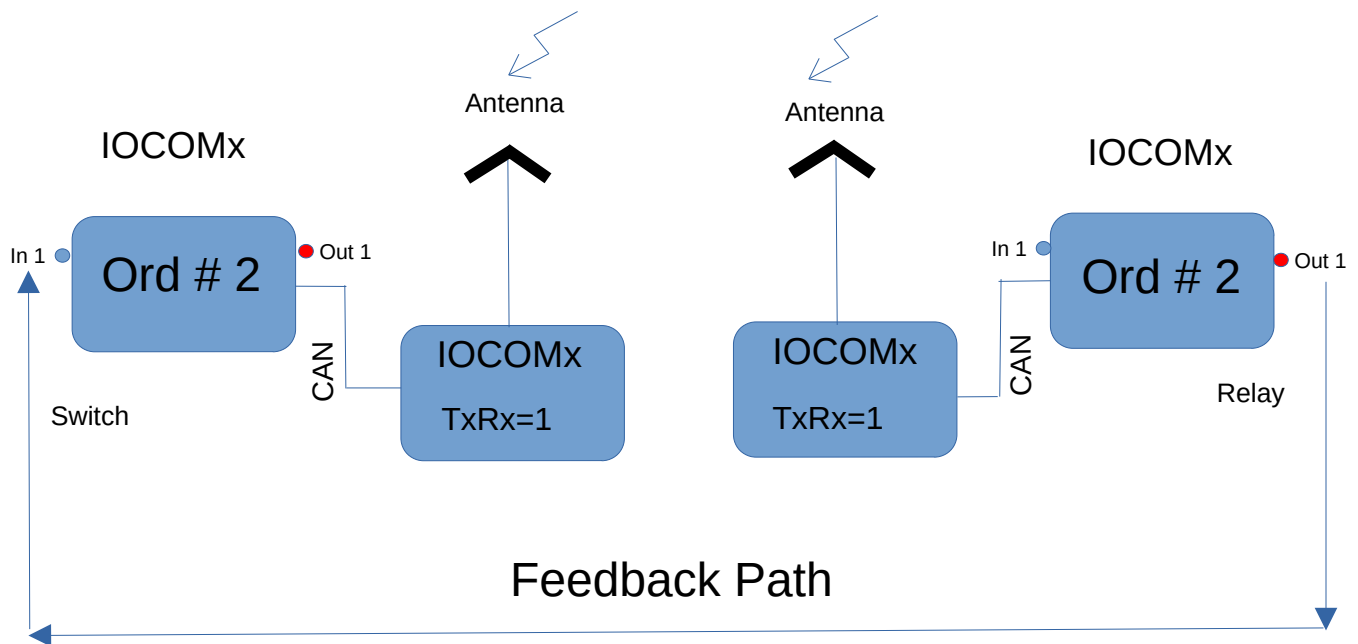 Antenna
Antenna
IOCOMx
IOCOMx
In 1
Ord # 2
Out 1
In 1
Ord # 2
Out 1
CAN
IOCOMx
TxRx=1
IOCOMx
TxRx=1
CAN
Switch
Relay
Feedback Path